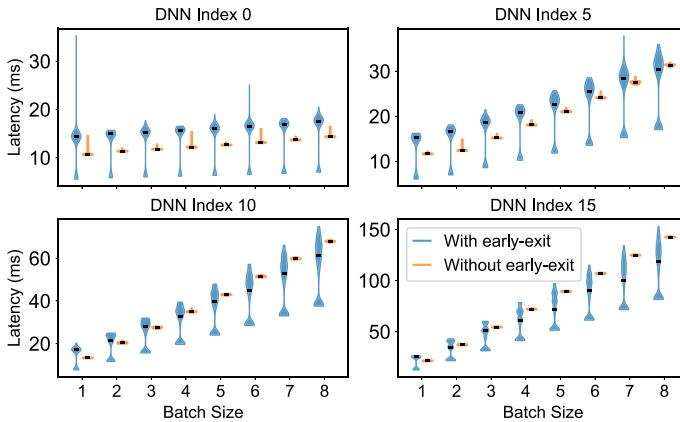 DNN Index 0
DNN Index 5
Latency (ms)
30
20
10
30
20
10
DNN Index 10
DNN Index 15
Latency (ms)
60
40
20
150
100
50
With early-exit
Without early-exit
1 2 3 4 5 6 7 8
1 2 3 4 5 6 7 8
Batch Size
Batch Size